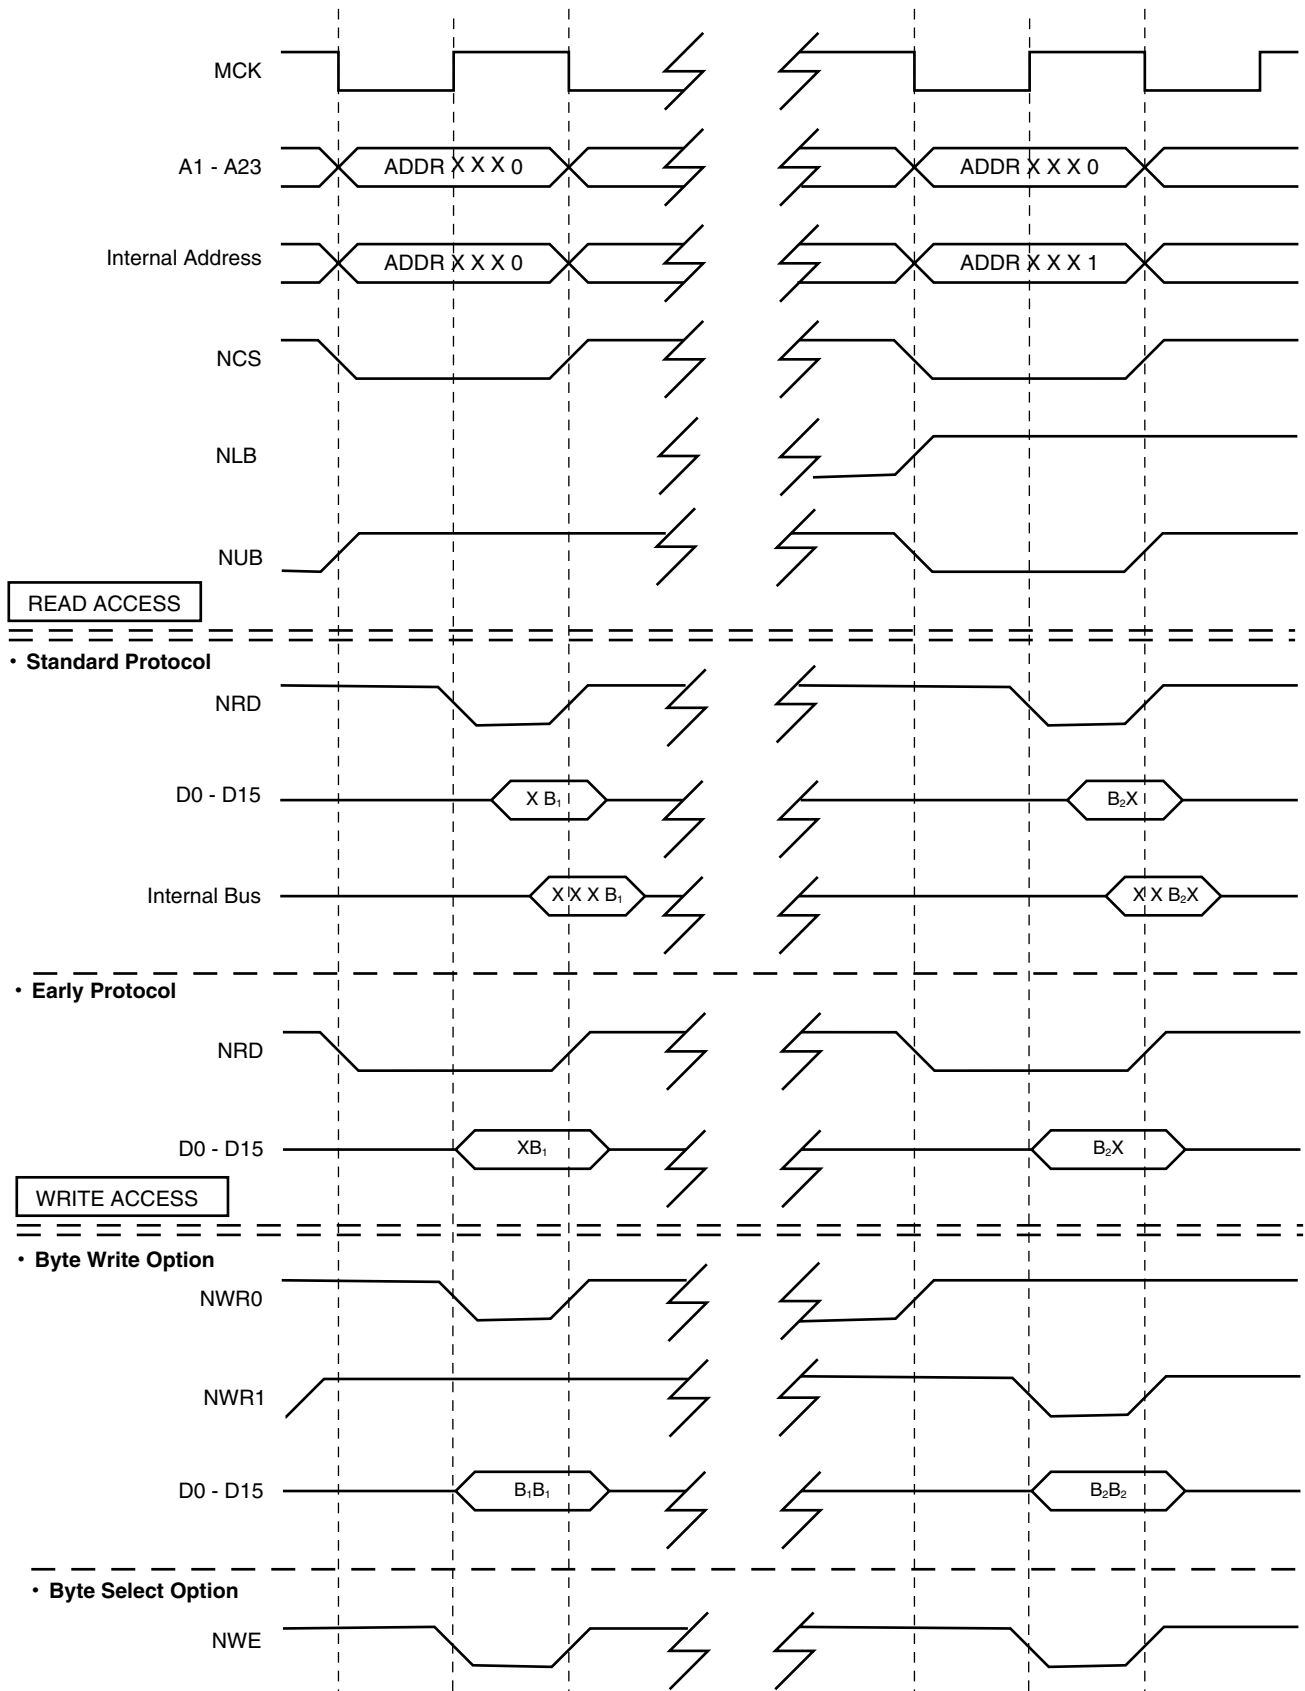 MCK
A1 - A23 ADDR X X X 0 ADDR X X X 0
Internal Address ADDR X X X 0 ADDR X X X 1
NCS
NLB
NUB
READ ACCESS
• Standard Protocol
NRD
D0 - D15 X B₁ B₂X
Internal Bus X X X B₁ X X B₂X
• Early Protocol
NRD
D0 - D15 XB₁ B₂X
WRITE ACCESS
• Byte Write Option
NWR0
NWR1
D0 - D15 B₁B₁ B₂B₂
• Byte Select Option
NWE